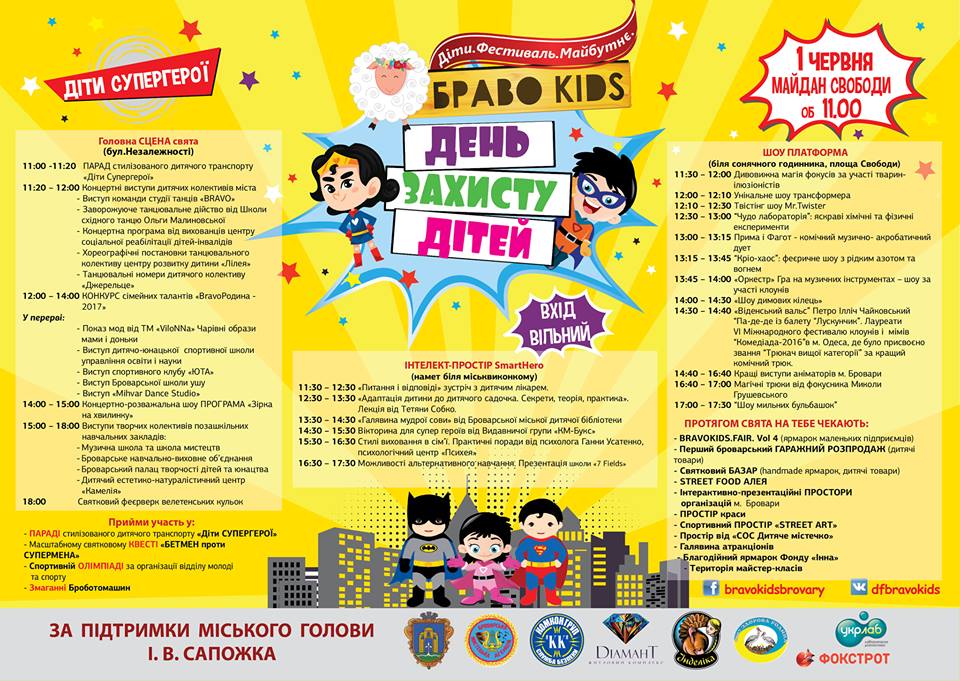 Діти.Фестиваль.Майбутнє.
БРАВО KIDS
ДЕНЬ
ЗАХИСТУ
ДІТЕЙ
ДІТИ СУПЕРГЕРОЇ
1 ЧЕРВНЯ
МАЙДАН СВОБОДИ
ОБ 11.00
ВХІД
ВІЛЬНИЙ
Головна СЦЕНА свята
(бул.Незалежності)
11:00 -11:20 ПАРАД стилізованого дитячого транспорту
«Діти Супергерої»
11:20 – 12:00 Концертні виступи дитячих колективів міста
- Виступ команди студії танців «BRAVO»
- Заворожуюче танцювальне дійство від Школи
східного танцю Ольги Малиновської
- Концертна програма від вихованців центру
соціальної реабілітації дітей-інвалідів
- Хореографічні постановки танцювального
колективу центру розвитку дитини «Лілея»
- Танцювальні номери дитячого колективу
«Джерельце»
12:00 – 14:00 КОНКУРС сімейних талантів «BravoРодина -
2017»
У перерві:
- Показ мод від ТМ «ViloNNa» Чарівні образи
мами і доньки
- Виступ дитячо-юнацької спортивної школи
управління освіти і науки
- Виступ спортивного клубу «ЮТА»
- Виступ Броварської школи ушу
- Виступ «Mihvar Dance Studio»
14:00 – 15:00 Концертно-розважальна шоу ПРОГРАМА «Зірка
на хвилинку»
15:00 – 18:00 Виступи творчих колективів позашкільних
навчальних закладів:
- Музична школа та школа мистецтв
- Броварське навчально-виховне об'єднання
- Броварський палац творчості дітей та юнацтва
- Дитячий естетико-натуралістичний центр
«Камелія»
18:00 Святковий феєрверк велетенських кульок
Прийми участь у:
- ПАРАДІ стилізованого дитячого транспорту «Діти СУПЕРГЕРОЇ»
- Масштабному святковому КВЕСТІ «БЕТМЕН проти
СУПЕРМЕНА»
- Спортивній ОЛІМПІАДІ за організації відділу молоді
та спорту
- Змаганні Броботомашин
ІНТЕЛЕКТ-ПРОСТІР SmartHero
(намет біля міськвиконкому)
11:30 – 12:30 «Питання і відповіді» зустріч з дитячим лікарем.
12:30 – 13:30 «Адаптація дитини до дитячого садочка. Секрети, теорія, практика».
Лекція від Тетяни Собко.
13:30 – 14:30 «Галявина мудрої сови» від Броварської міської дитячої бібліотеки
14:30 – 15:30 Вікторина для супер героїв від Видавничої групи «КМ-Букс»
15:30 – 16:30 Стилі виховання в сім'ї. Практичні поради від психолога Ганни Усатенко,
психологічний центр «Психея»
16:30 – 17:30 Можливості альтернативного навчання. Презентація школи «7 Fields»
ШОУ ПЛАТФОРМА
(біля сонячного годинника, площа Свободи)
11:30 – 12:00 Дивовижна магія фокусів за участі тварин-
ілюзіоністів
12:00 – 12:10 Унікальне шоу трансформера
12:10 – 12:30 Твістінг шоу Mr.Twister
12:30 – 13:00 "Чудо лабораторія": яскраві хімічні та фізичні
експерименти
13:00 – 13:15 Прима і Фагот - комічний музично- акробатичний
дует
13:15 – 13:45 "Кріо-хаос": феєричне шоу з рідким азотом та
вогнем
13:45 – 14:00 «Оркестр» Гра на музичних інструментах – шоу за
участі клоунів
14:00 – 14:30 «Шоу димових кілець»
14:30 – 14:40 «Віденський вальс" Петро Ілліч Чайковський
"Па-де-де із балету "Лускунчик". Лауреати
VI Міжнародного фестивалю клоунів і мімів
"Комедіада-2016"в м. Одеса, де було присвоєно
звання "Трюкач вищої категорії" за кращий
комічний трюк.
14:40 – 16:40 Кращі виступи аніматорів м. Бровари
16:40 – 17:00 Магічні трюки від фокусника Миколи
Грушевського
17:00 – 17:30 "Шоу мильних бульбашок"
ПРОТЯГОМ СВЯТА НА ТЕБЕ ЧЕКАЮТЬ:
- BRAVOKIDS.FAIR. Vol 4 (ярмарок маленьких підприємців)
- Перший броварський ГАРАЖНИЙ РОЗПРОДАЖ (дитячі
товари)
- Святковий БАЗАР (handmade ярмарок, дитячі товари)
- STREET FOOD АЛЕЯ
- Інтерактивно-презентаційні ПРОСТОРИ
організацій м. Бровари
- ПРОСТІР краси
- Спортивний ПРОСТІР «STREET ART»
- Простір від «СОС Дитяче містечко»
- Галявина атракціонів
- Благодійний ярмарок Фонду «Інна»
- Територія майстер-класів
bravokidsbrovary
dfbravokids
ЗА ПІДТРИМКИ МІСЬКОГО ГОЛОВИ
І. В. САПОЖКА
КОМКОНТРУД
"КК"
СЛУЖБА БЕЗПЕКИ
DIAMANT
ЖИТЛОВИЙ КОМПЛЕКС
Інделіка
ЗДОРОВА РОДИНА
УКРЛАБ
ФОКСТРОТ